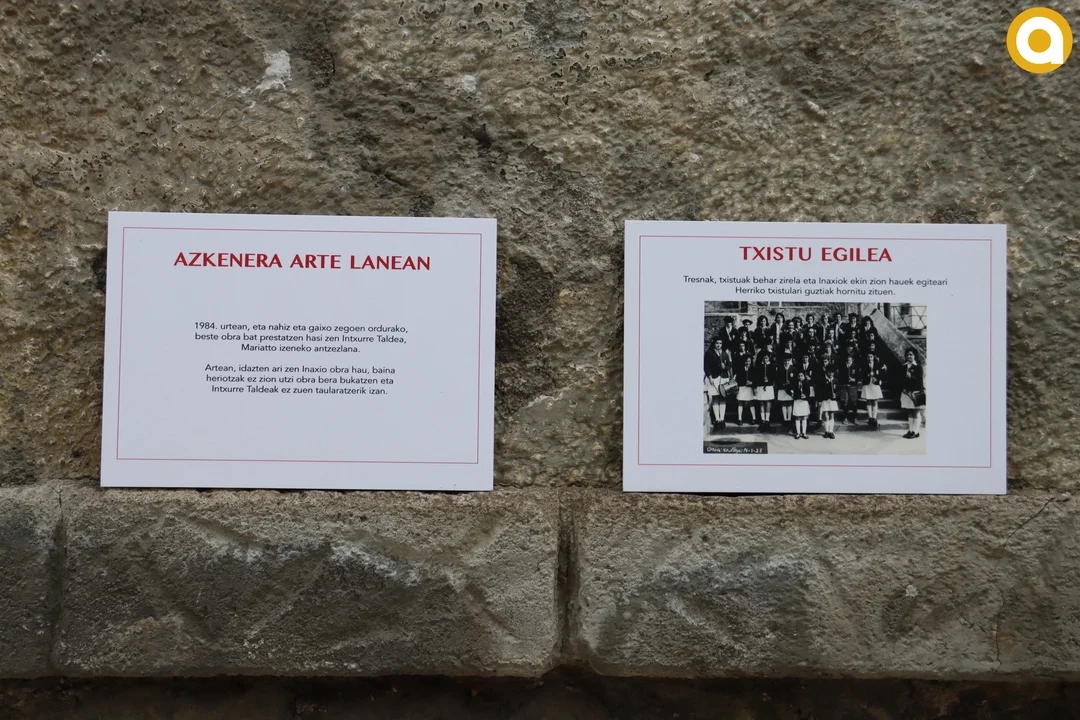 AZKENERA ARTE LANEAN
1984. urtean, eta nahiz eta gaixo zegoen ordurako,
beste obra bat prestatzen hasi zen Intxurre Taldea,
Mariatto izeneko antzezlana.
Artean, idazten ari zen Inaxio obra hau, baina
heriotzak ez zion utzi obra bera bukatzen eta
Intxurre Taldeak ez zuen taularatzerik izan.
TXISTU EGILEA
Tresnak, txistuak behar zirela eta Inaxiok ekin zion hauek egiteari
Herriko txistulari guztiak hornitu zituen.